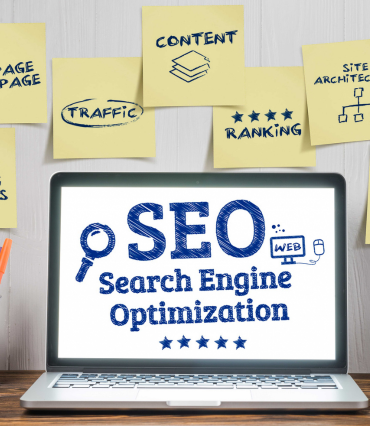 PAGE
PAGE
TRAFFIC
CONTENT
RANKING
SITE
ARCHITEC
SEO
WEB
Search Engine
Optimization